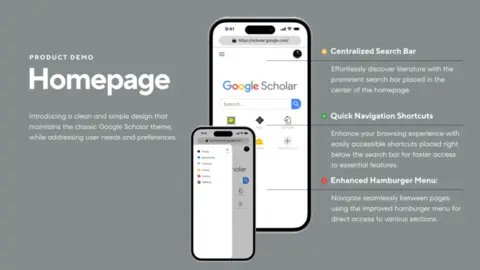 PRODUCT DEMO
Homepage
Introducing a clean and simple design that
maintains the classic Google Scholar theme,
while addressing user needs and preferences.
https://scholar.google.com/
Google Scholar
Search...
Centralized Search Bar
Effortlessly discover literature with the
prominent search bar placed in the
center of the homepage.
Quick Navigation Shortcuts
Enhance your browsing experience with
easily accessible shortcuts placed right
below the search bar for faster access
to essential features.
Enhanced Hamburger Menu:
Navigate seamlessly between pages
using the improved hamburger menu for
direct access to various sections.